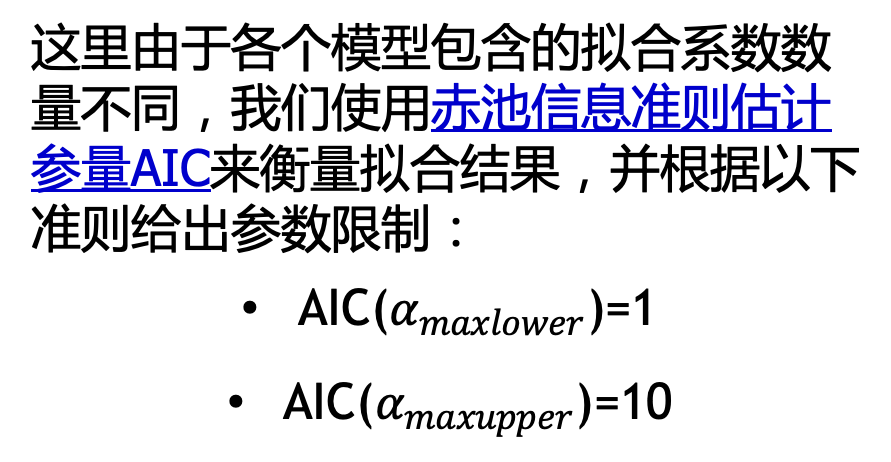 这里由于各个模型包含的拟合系数数
量不同，我们使用赤池信息准则估计
参量AIC来衡量拟合结果，并根据以下
准则给出参数限制：
• AIC(𝛼𝑚𝑎𝑥𝑙𝑜𝑤𝑒𝑟)=1
• AIC(𝛼𝑚𝑎𝑥𝑢𝑝𝑝𝑒𝑟)=10